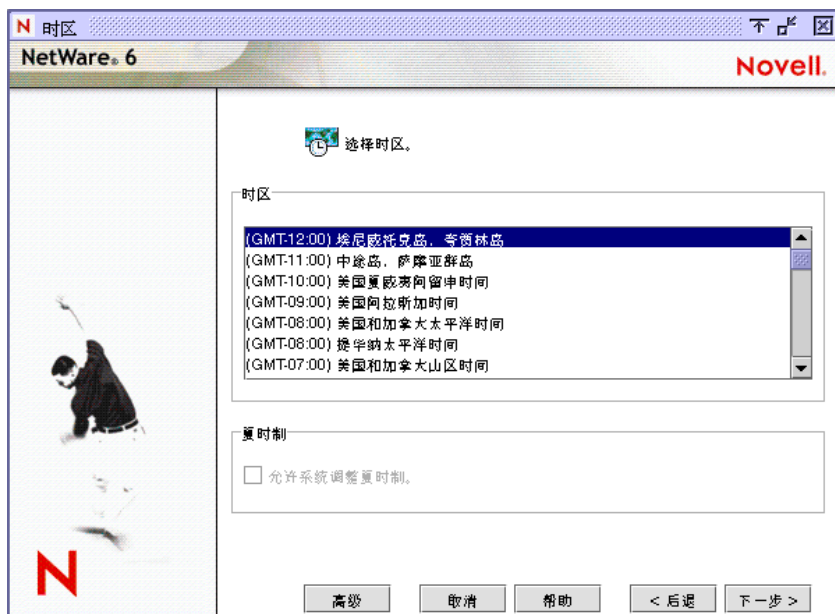 N 时区
NetWare® 6
Novell.
选择时区。
时区
(GMT-12:00) 埃尼威托克岛，夸贾林岛
(GMT-11:00) 中途岛，萨摩亚群岛
(GMT-10:00) 美国夏威夷阿留申时间
(GMT-09:00) 美国阿拉斯加时间
(GMT-08:00) 美国和加拿大太平洋时间
(GMT-08:00) 提华纳太平洋时间
(GMT-07:00) 美国和加拿大山区时间
夏时制
允许系统调整夏时制。
N
高级 取消 帮助 < 后退 下一步 >